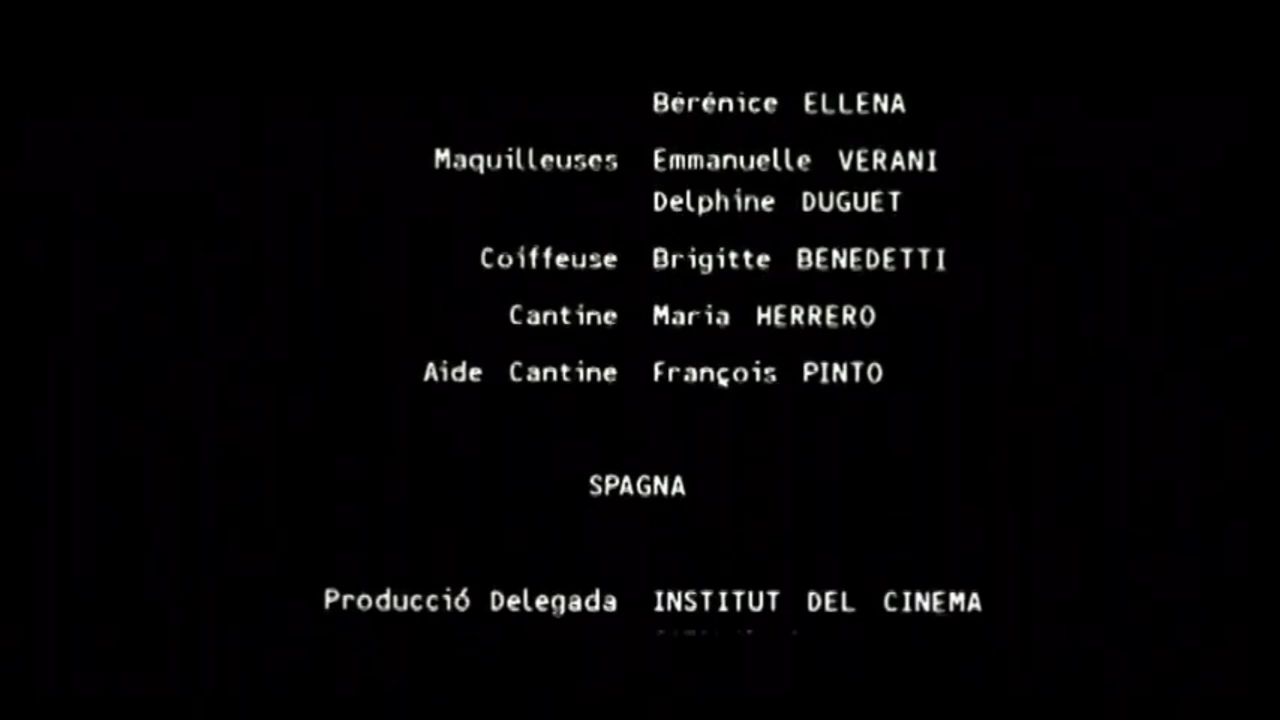 Bérénice ELLENA
Maquilleuses Emmanuelle VERANI
Delphine DUGUET
Coiffeuse Brigitte BENEDETTI
Cantine Maria HERRERO
Aide Cantine François PINTO
SPAGNA
Producció Delegada INSTITUT DEL CINEMA